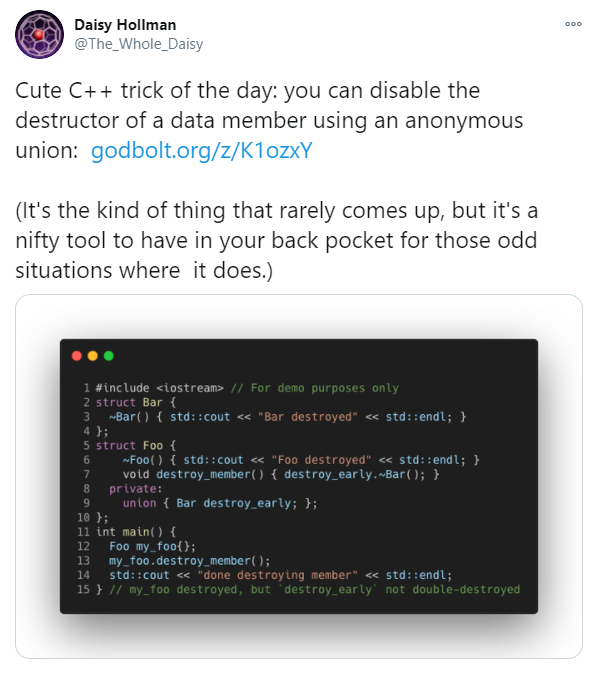 Daisy Hollman
@The_Whole_Daisy
Cute C++ trick of the day: you can disable the
destructor of a data member using an anonymous
union: godbolt.org/z/K1ozxY
(It's the kind of thing that rarely comes up, but it's a
nifty tool to have in your back pocket for those odd
situations where it does.)
1 #include <iostream> // For demo purposes only
2 struct Bar {
3   ~Bar() { std::cout << "Bar destroyed" << std::endl; }
4 };
5 struct Foo {
6     ~Foo() { std::cout << "Foo destroyed" << std::endl; }
7     void destroy_member() { destroy_early.~Bar(); }
8   private:
9     union { Bar destroy_early; };
10 };
11 int main() {
12   Foo my_foo{};
13   my_foo.destroy_member();
14   std::cout << "done destroying member" << std::endl;
15 } // my_foo destroyed, but `destroy_early` not double-destroyed